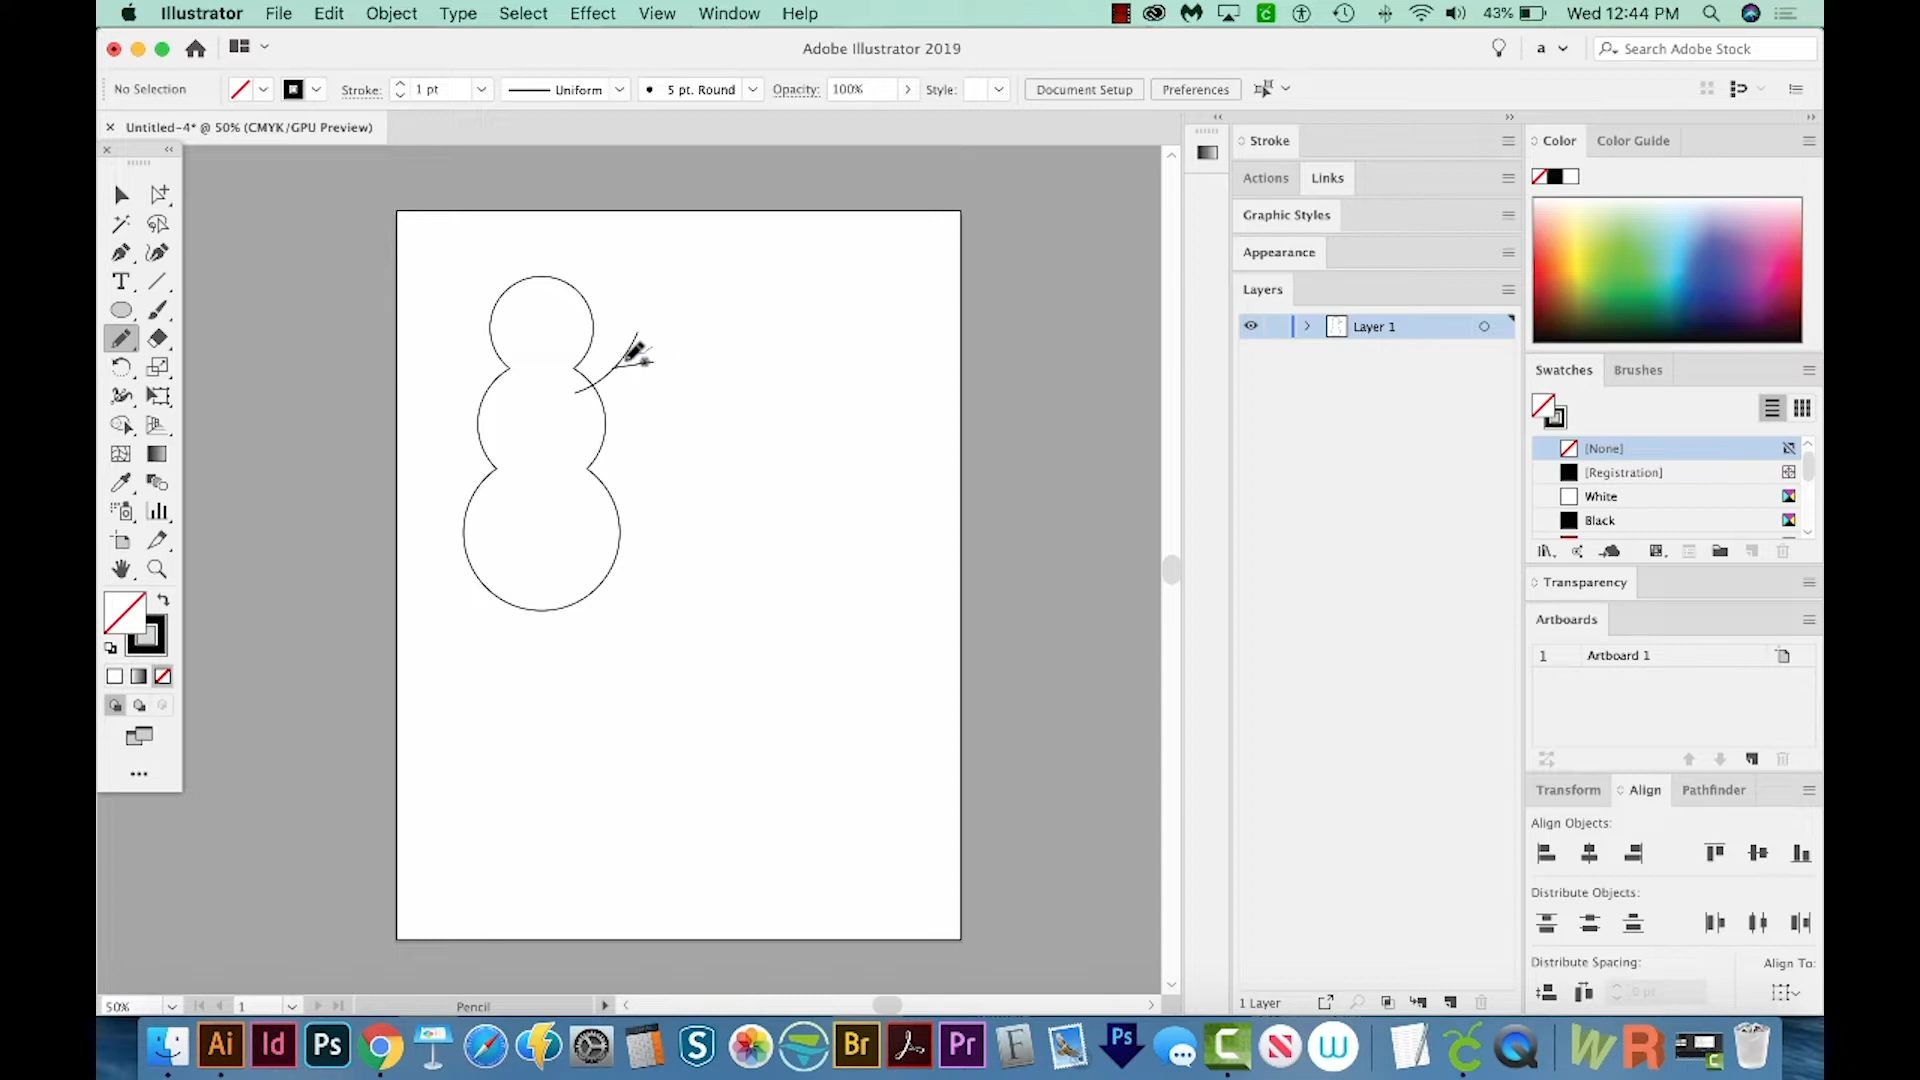 Illustrator File Edit Object Type Select Effect View Window Help 43% Wed 12:44 PM
Adobe Illustrator 2019 a Search Adobe Stock
No Selection Stroke: 1 pt Uniform 5 pt. Round Opacity: 100% Style: Document Setup Preferences
Untitled-4* @ 50% (CMYK/GPU Preview)
Stroke
Color Color Guide
Actions Links
Graphic Styles
Appearance
Layers
Layer 1
Swatches Brushes
[None]
[Registration]
White
Black
Transparency
Artboards
1 Artboard 1
Transform Align Pathfinder
Align Objects:
Distribute Objects:
Distribute Spacing: Align To:
0 pt
50% 1 Pencil
1 Layer
Ai Id Ps S Br Pr F Ps C N W W R C